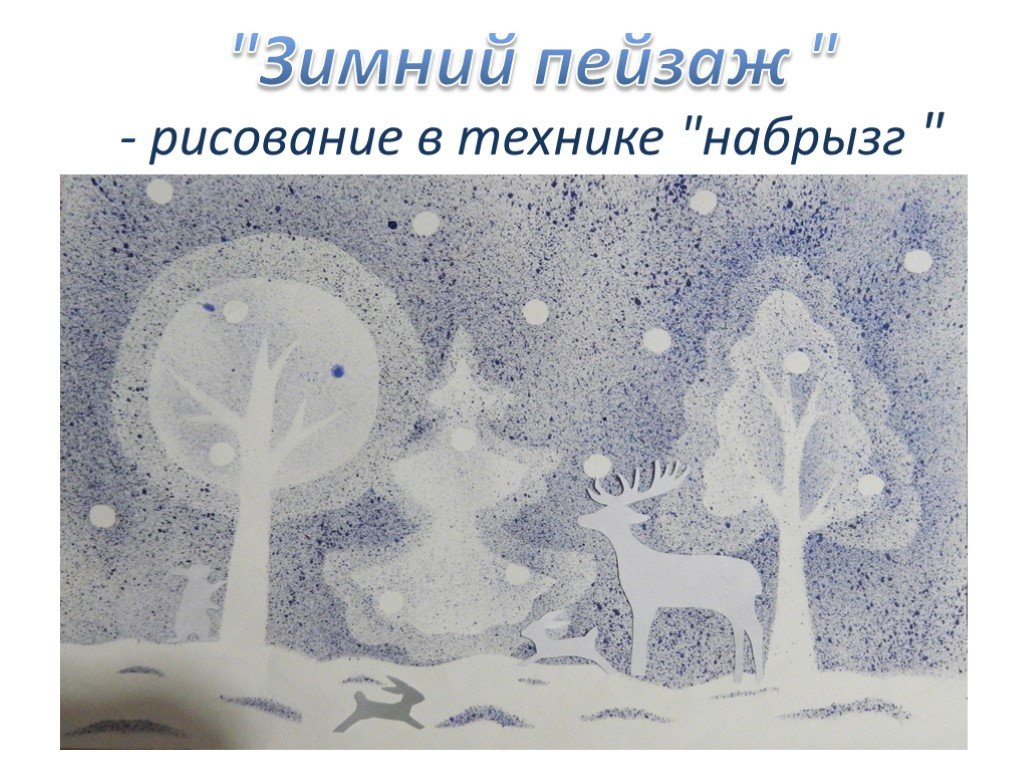 "Зимний пейзаж "
- рисование в технике "набрызг "